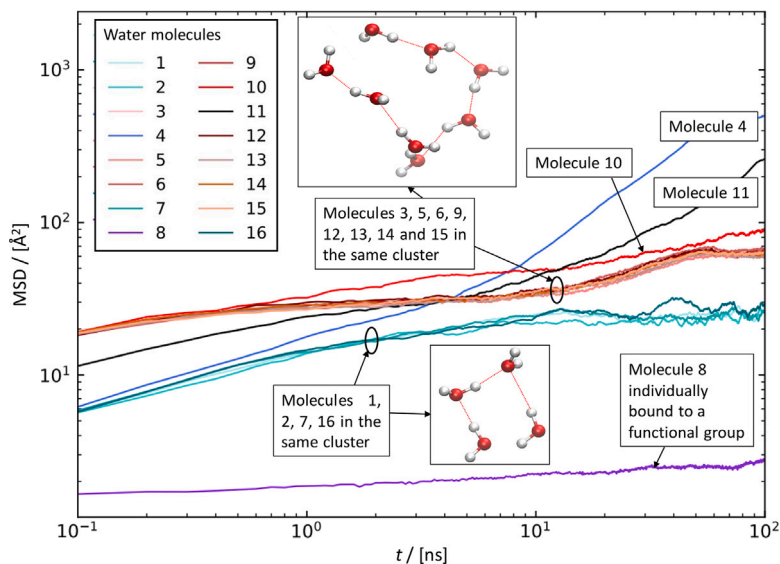 Water molecules
1
2
3
4
5
6
7
8
9
10
11
12
13
14
15
16
Molecule 4
Molecule 10
Molecule 11
Molecules 3, 5, 6, 9,
12, 13, 14 and 15 in
the same cluster
Molecules 1,
2, 7, 16 in the
same cluster
Molecule 8
individually
bound to a
functional group
MSD / [Å²]
10³
10²
10¹
10⁻¹
10⁰
10¹
10²
t / [ns]